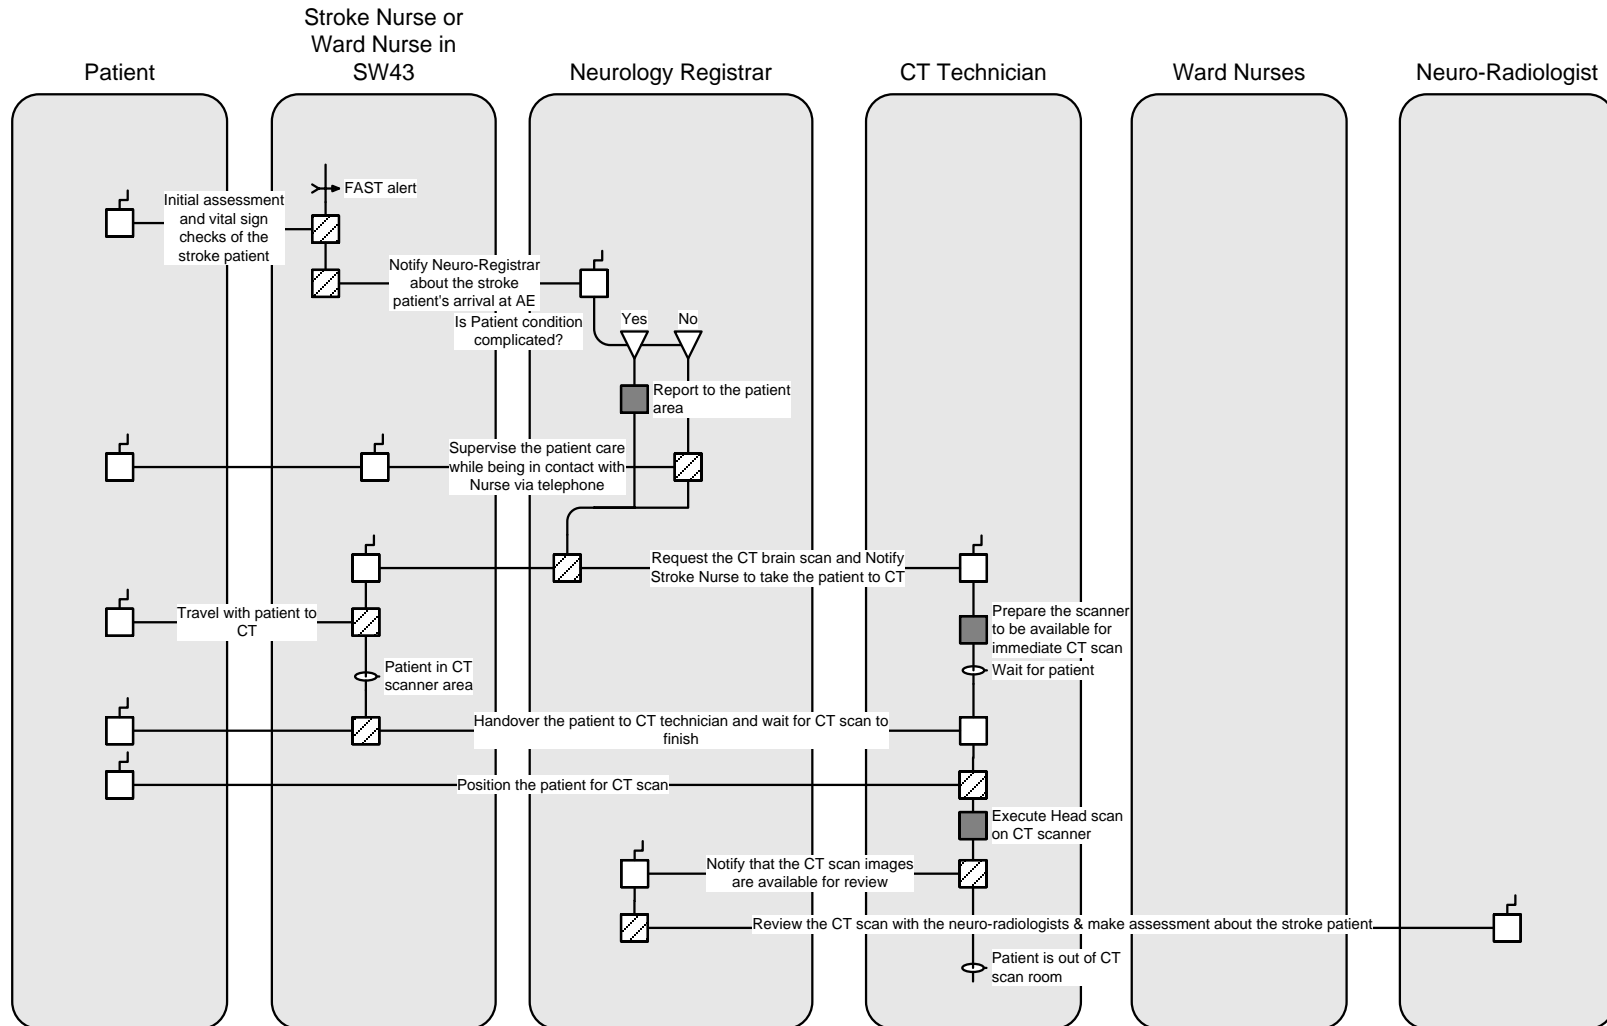 Stroke Nurse or
Ward Nurse in
SW43
Patient
Neurology Registrar
CT Technician
Ward Nurses
Neuro-Radiologist
FAST alert
Initial assessment
and vital sign
checks of the
stroke patient
Notify Neuro-Registrar
about the stroke
patient's arrival at AE
Is Patient condition
complicated?
Yes
No
Report to the patient
area
Supervise the patient care
while being in contact with
Nurse via telephone
Request the CT brain scan and Notify
Stroke Nurse to take the patient to CT
Travel with patient to
CT
Prepare the scanner
to be available for
immediate CT scan
Patient in CT
scanner area
Wait for patient
Handover the patient to CT technician and wait for CT scan to
finish
Position the patient for CT scan
Execute Head scan
on CT scanner
Notify that the CT scan images
are available for review
Review the CT scan with the neuro-radiologists & make assessment about the stroke patient
Patient is out of CT
scan room